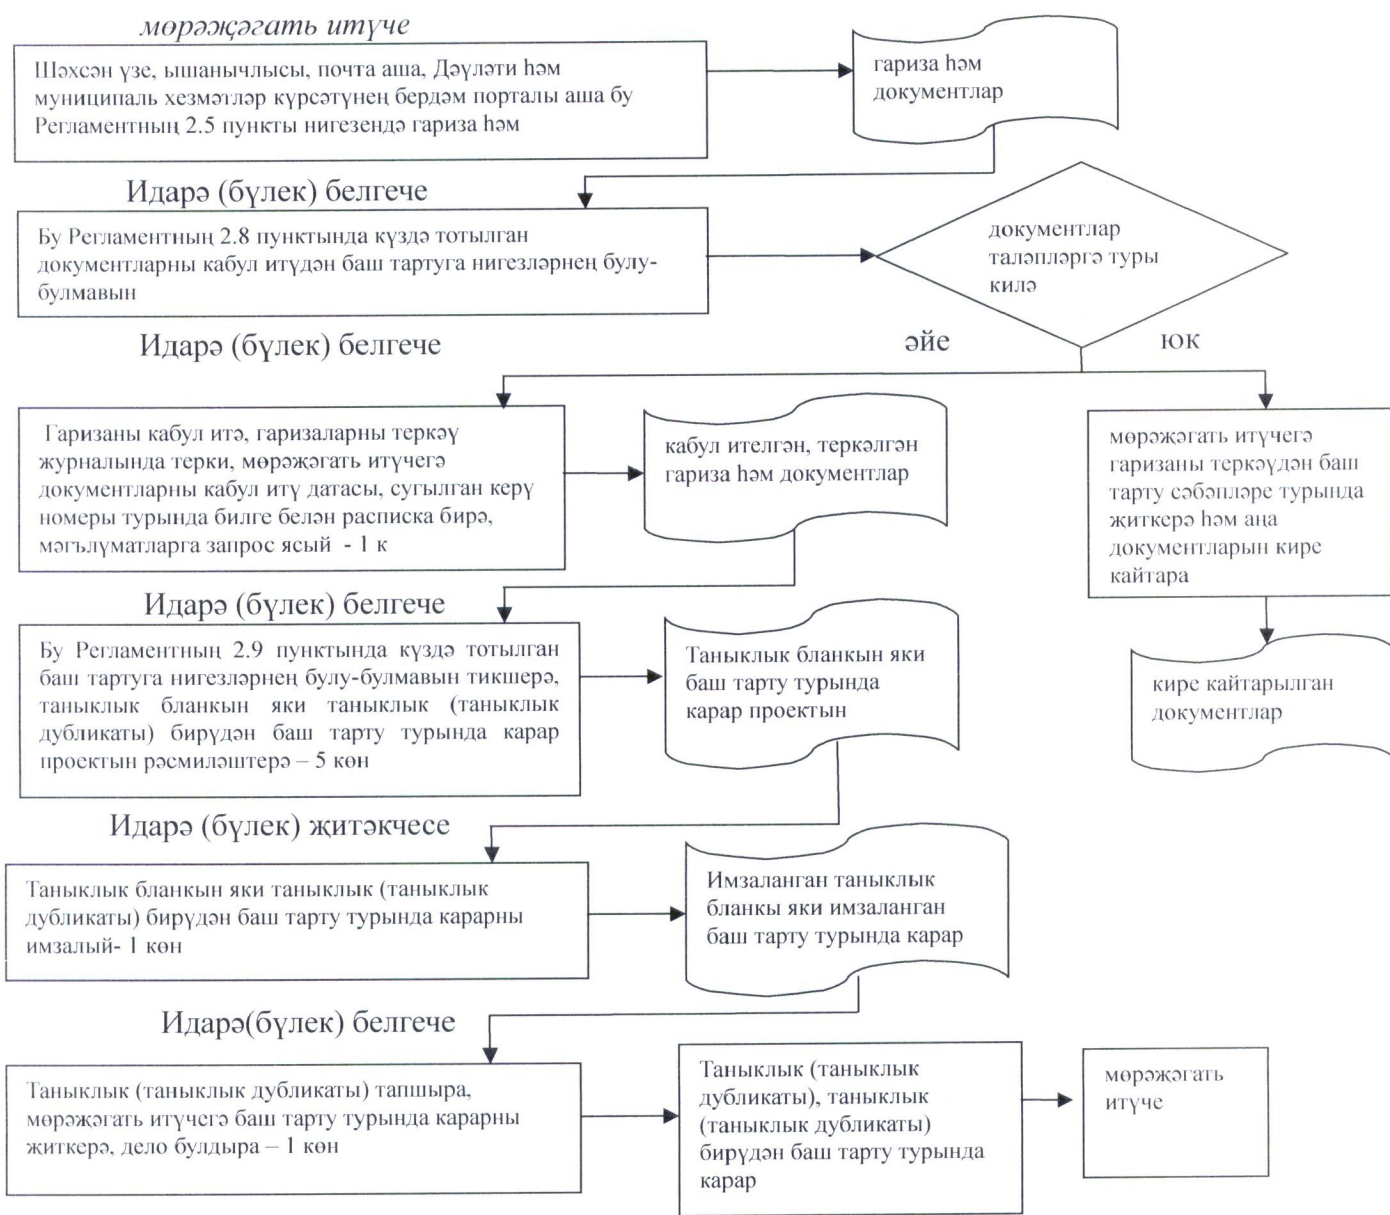 мөрәҗәгать итүче
Шәхсән үзе, ышанычлысы, почта аша, Дәүләти һәм
муниципаль хезмәтләр күрсәтүнең бердәм порталы аша бу
Регламентның 2.5 пункты нигезендә гариза һәм
гариза һәм
документлар
Идарә (бүлек) белгече
Бу Регламентның 2.8 пунктында күздә тотылган
документларны кабул итүдән баш тартуга нигезләрнең булу-
булмавын
документлар
таләпләргә туры
килә
Идарә (бүлек) белгече
әйе
юк
Гаризаны кабул итә, гаризаларны теркәү
журналында терки, мөрәҗәгать итүчегә
документларны кабул итү датасы, сугылган керү
номеры турында билге белән расписка бирә,
мәгълүматларга запрос ясый - 1 к
кабул ителгән, теркәлгән
гариза һәм документлар
мөрәҗәгать итүчегә
гаризаны теркәүдән баш
тарту сәбәпләре турында
җиткерә һәм аңа
документларын кире
кайтара
Идарә (бүлек) белгече
Бу Регламентның 2.9 пунктында күздә тотылган
баш тартуга нигезләрнең булу-булмавын тикшерә,
таныклык бланкын яки таныклык (таныклык
дубликаты) бирүдән баш тарту турында карар
проектын рәсмиләштерә – 5 көн
Таныклык бланкын яки
баш тарту турында
карар проектын
кире кайтарылган
документлар
Идарә (бүлек) җитәкчесе
Таныклык бланкын яки таныклык (таныклык
дубликаты) бирүдән баш тарту турында карарны
имзалый- 1 көн
Имзаланган таныклык
бланкы яки имзаланган
баш тарту турында карар
Идарә(бүлек) белгече
Таныклык (таныклык дубликаты) тапшыра,
мөрәҗәгать итүчегә баш тарту турында карарны
җиткерә, дело булдыра – 1 көн
Таныклык (таныклык
дубликаты), таныклык
(таныклык дубликаты)
бирүдән баш тарту турында
карар
мөрәҗәгать
итүче